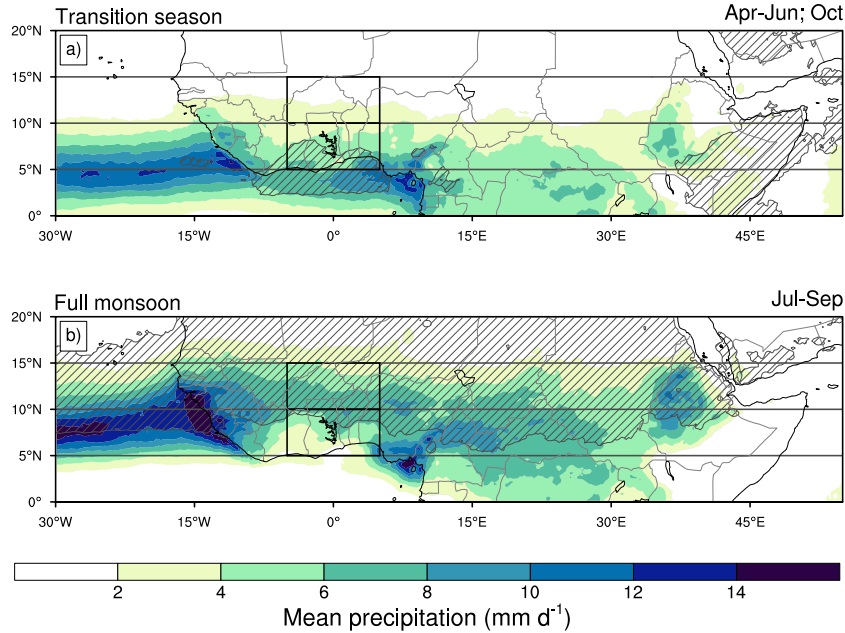 Transition season Apr-Jun; Oct
20°N
a)
15°N
10°N
5°N
0°
30°W 15°W 0° 15°E 30°E 45°E
Full monsoon Jul-Sep
20°N
b)
15°N
10°N
5°N
0°
30°W 15°W 0° 15°E 30°E 45°E
2 4 6 8 10 12 14
Mean precipitation (mm d⁻¹)